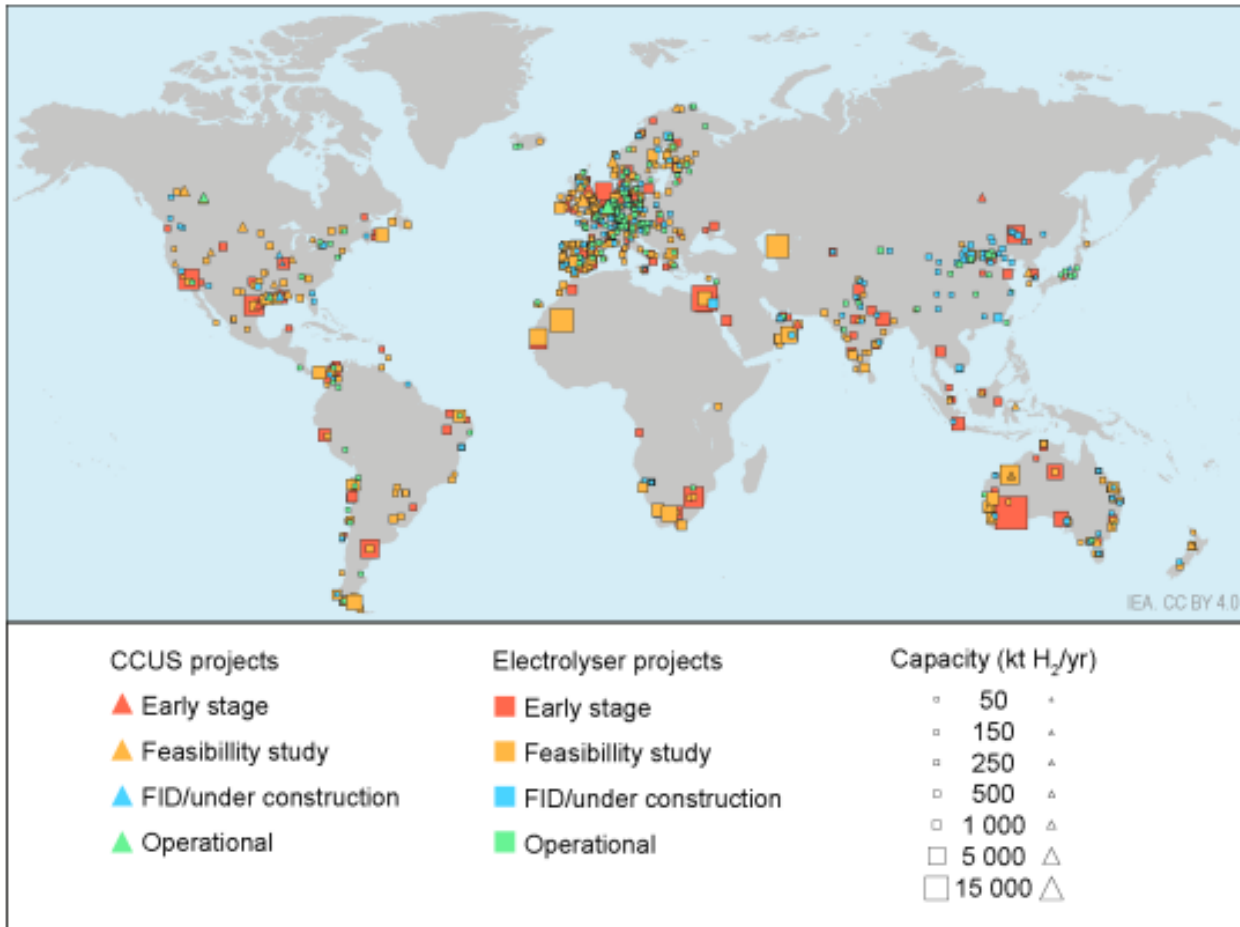 IEA. CC BY 4.0
CCUS projects
Early stage
Feasibillity study
FID/under construction
Operational
Electrolyser projects
Early stage
Feasibillity study
FID/under construction
Operational
Capacity (kt H₂/yr)
50
150
250
500
1 000
5 000
15 000